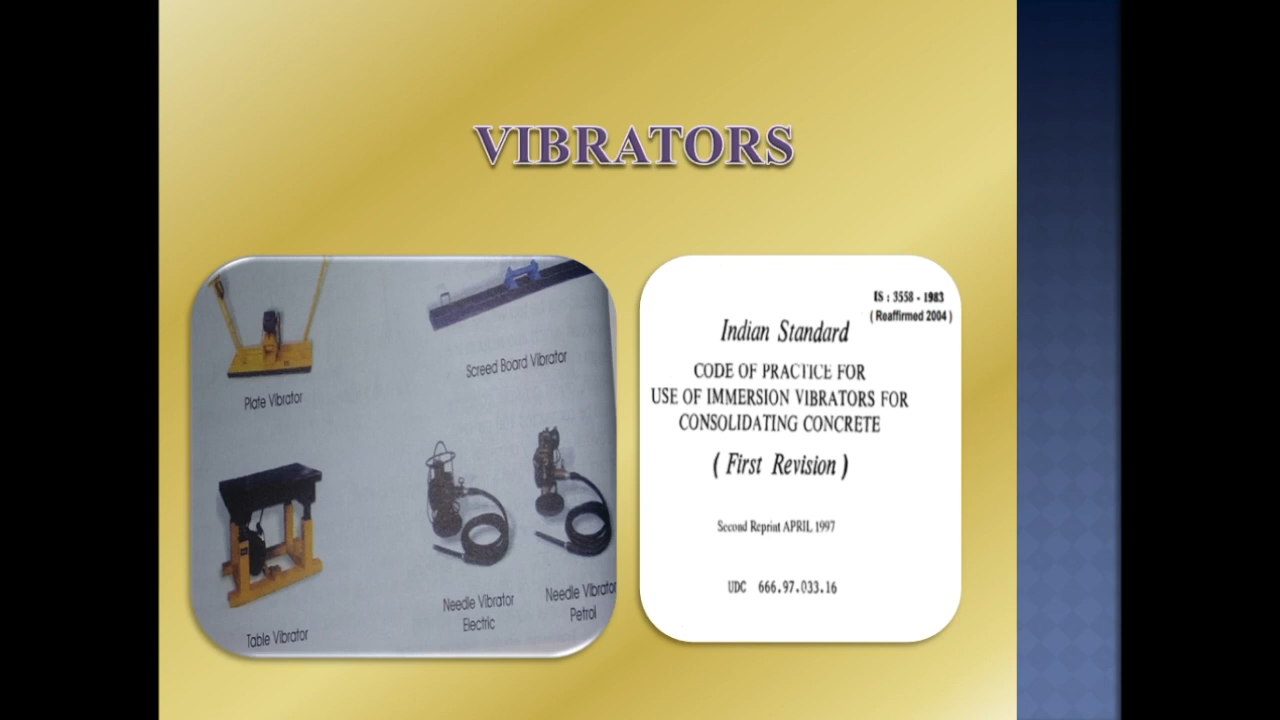 VIBRATORS
Plate Vibrator
Screed Board Vibrator
Table Vibrator
Needle Vibrator
Electric
Needle Vibrator
Petrol
IS : 3558 - 1983
( Reaffirmed 2004 )
Indian Standard
CODE OF PRACTICE FOR
USE OF IMMERSION VIBRATORS FOR
CONSOLIDATING CONCRETE
( First Revision )
Second Reprint APRIL 1997
UDC 666.97.033.16